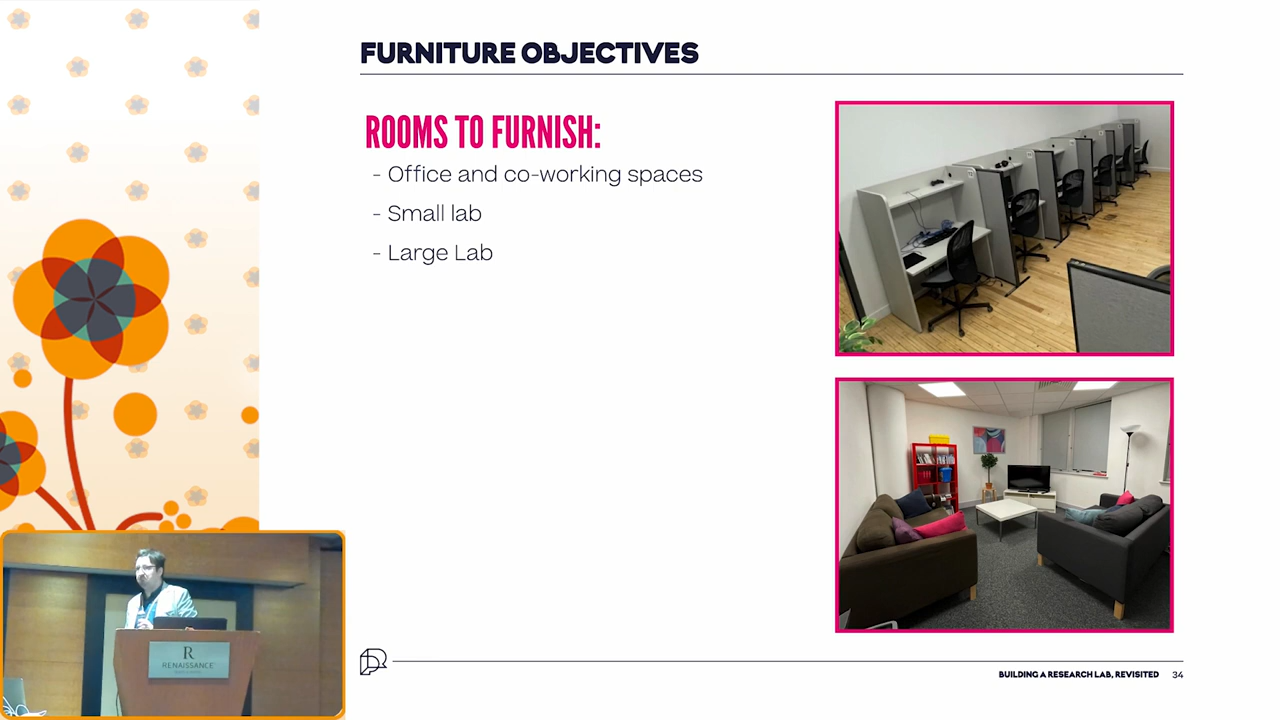 FURNITURE OBJECTIVES
ROOMS TO FURNISH:
- Office and co-working spaces
- Small lab
- Large Lab
R
RENAISSANCE
BUILDING A RESEARCH LAB, REVISITED 34